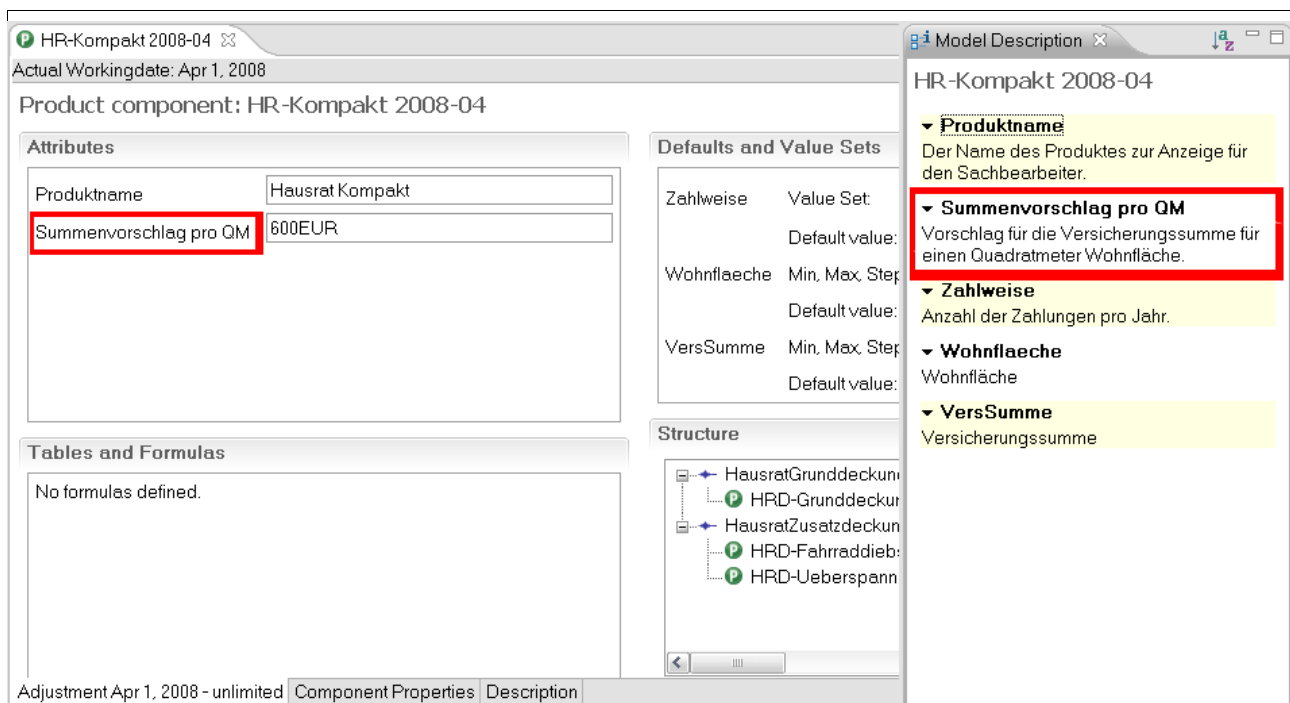 HR-Kompakt 2008-04
Actual Workingdate: Apr 1, 2008
Product component: HR-Kompakt 2008-04
Attributes
Produktname
Hausrat Kompakt
Summenvorschlag pro QM
600EUR
Tables and Formulas
No formulas defined.
Defaults and Value Sets
Zahlweise Value Set:
Default value:
Wohnflaeche Min, Max, Step
Default value:
VersSumme Min, Max, Step
Default value:
Structure
HausratGrunddeckun
HRD-Grunddeckun
HausratZusatzdeckun
HRD-Fahrraddiebs
HRD-Ueberspann
Adjustment Apr 1, 2008 - unlimited Component Properties Description
Model Description
HR-Kompakt 2008-04
Produktname
Der Name des Produktes zur Anzeige für
den Sachbearbeiter.
Summenvorschlag pro QM
Vorschlag für die Versicherungssumme für
einen Quadratmeter Wohnfläche.
Zahlweise
Anzahl der Zahlungen pro Jahr.
Wohnflaeche
Wohnfläche
VersSumme
Versicherungssumme